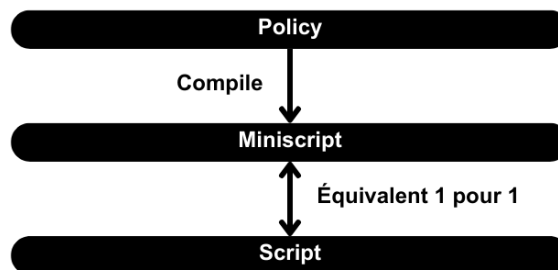 Policy
Compile
Miniscript
Équivalent 1 pour 1
Script